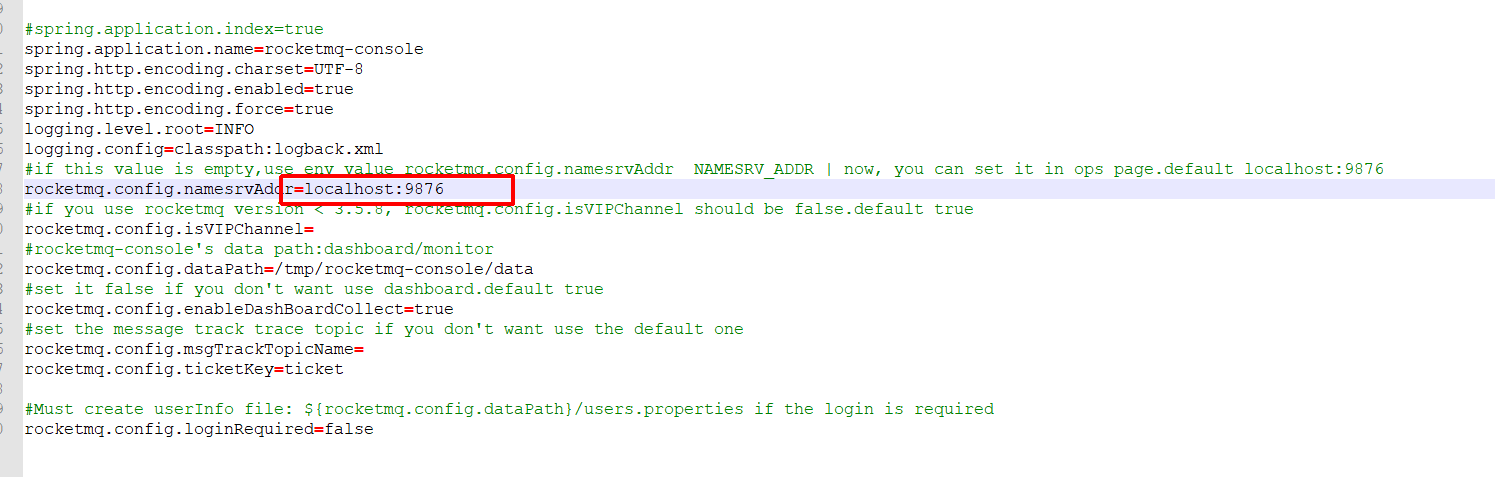 #spring.application.index=true
spring.application.name=rocketmq-console
spring.http.encoding.charset=UTF-8
spring.http.encoding.enabled=true
spring.http.encoding.force=true
logging.level.root=INFO
logging.config=classpath:logback.xml
#if this value is empty,use env value rocketmq.config.namesrvAddr  NAMESRV_ADDR | now, you can set it in ops page.default localhost:9876
rocketmq.config.namesrvAddr=localhost:9876
#if you use rocketmq version < 3.5.8, rocketmq.config.isVIPChannel should be false.default true
rocketmq.config.isVIPChannel=
#rocketmq-console's data path:dashboard/monitor
rocketmq.config.dataPath=/tmp/rocketmq-console/data
#set it false if you don't want use dashboard.default true
rocketmq.config.enableDashBoardCollect=true
#set the message track trace topic if you don't want use the default one
rocketmq.config.msgTrackTopicName=
rocketmq.config.ticketKey=ticket
#Must create userInfo file: ${rocketmq.config.dataPath}/users.properties if the login is required
rocketmq.config.loginRequired=false